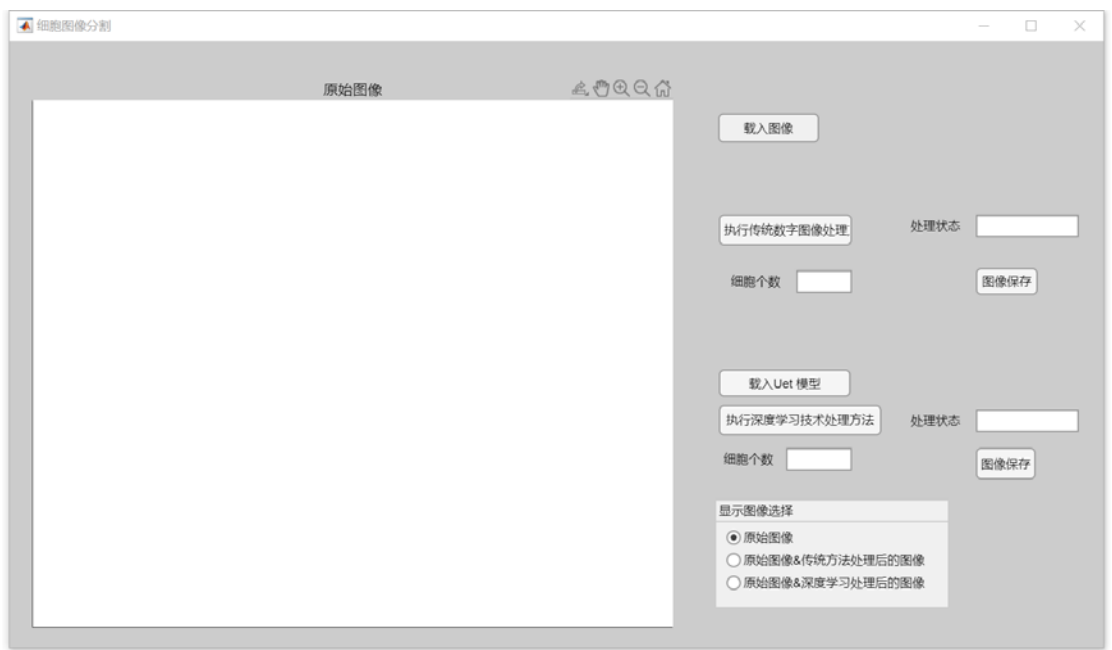 细胞图像分割
原始图像
载入图像
执行传统数字图像处理
处理状态
细胞个数
图像保存
载入Uet 模型
执行深度学习技术处理方法
处理状态
细胞个数
图像保存
显示图像选择
原始图像
原始图像&传统方法处理后的图像
原始图像&深度学习处理后的图像